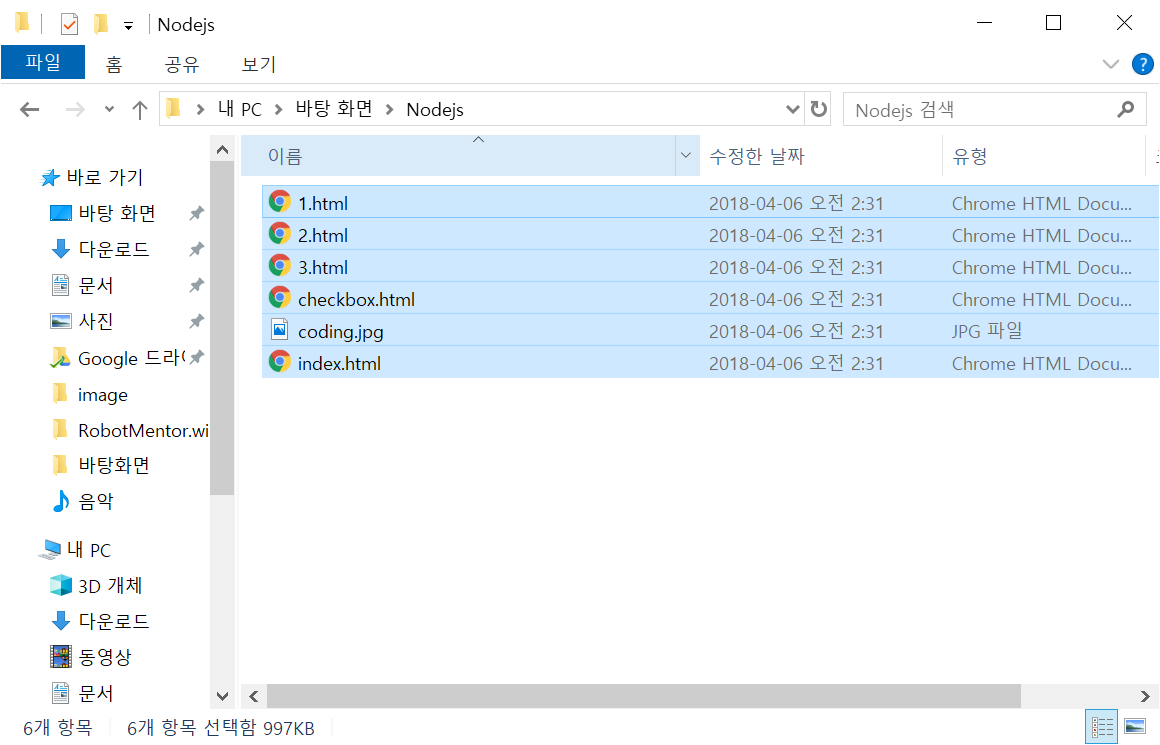 Nodejs
파일 홈 공유 보기
내 PC 바탕 화면 Nodejs Nodejs 검색
이름 수정한 날짜 유형
바로 가기
바탕 화면
다운로드
문서
사진
Google 드라
image
RobotMentor.wi
바탕화면
음악
내 PC
3D 개체
다운로드
동영상
문서
1.html 2018-04-06 오전 2:31 Chrome HTML Docu...
2.html 2018-04-06 오전 2:31 Chrome HTML Docu...
3.html 2018-04-06 오전 2:31 Chrome HTML Docu...
checkbox.html 2018-04-06 오전 2:31 Chrome HTML Docu...
coding.jpg 2018-04-06 오전 2:31 JPG 파일
index.html 2018-04-06 오전 2:31 Chrome HTML Docu...
6개 항목 6개 항목 선택함 997KB